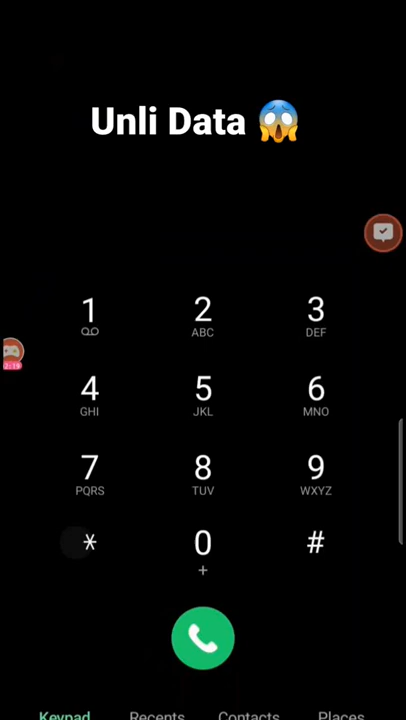 Unli Data 😱
1
2
ABC
3
DEF
4
GHI
5
JKL
6
MNO
7
PQRS
8
TUV
9
WXYZ
*
0
+
#
Keypad
Recents
Contacts
Places